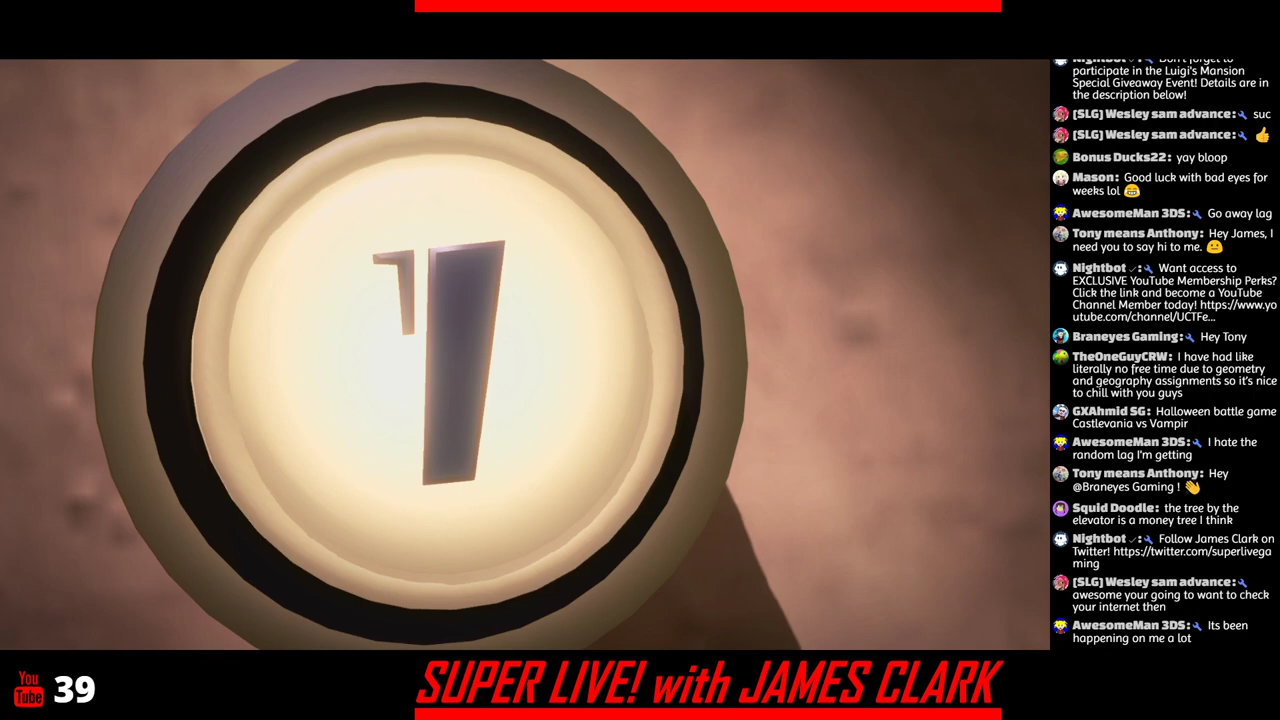 Nightbot ✓: Don't forget to
participate in the Luigi's Mansion
Special Giveaway Event! Details are in
the description below!
[SLG] Wesley sam advance: suc
[SLG] Wesley sam advance: 👍
Bonus Ducks22: yay bloop
Mason: Good luck with bad eyes for
weeks lol 😁
AwesomeMan 3DS: Go away lag
Tony means Anthony: Hey James, I
need you to say hi to me. 😐
Nightbot ✓: Want access to
EXCLUSIVE YouTube Membership Perks?
Click the link and become a YouTube
Channel Member today! https://www.yo
utube.com/channel/UCTFe...
Braneyes Gaming: Hey Tony
TheOneGuyCRW: I have had like
literally no free time due to geometry
and geography assignments so it's nice
to chill with you guys
GXAhmid SG: Halloween battle game
Castlevania vs Vampir
AwesomeMan 3DS: I hate the
random lag I'm getting
Tony means Anthony: Hey
@Braneyes Gaming ! 👋
Squid Doodle: the tree by the
elevator is a money tree I think
Nightbot ✓: Follow James Clark on
Twitter! https://twitter.com/superlivega
ming
[SLG] Wesley sam advance:
awesome your going to want to check
your internet then
AwesomeMan 3DS: Its been
happening on me a lot
1
You
Tube
39
SUPER LIVE! with JAMES CLARK